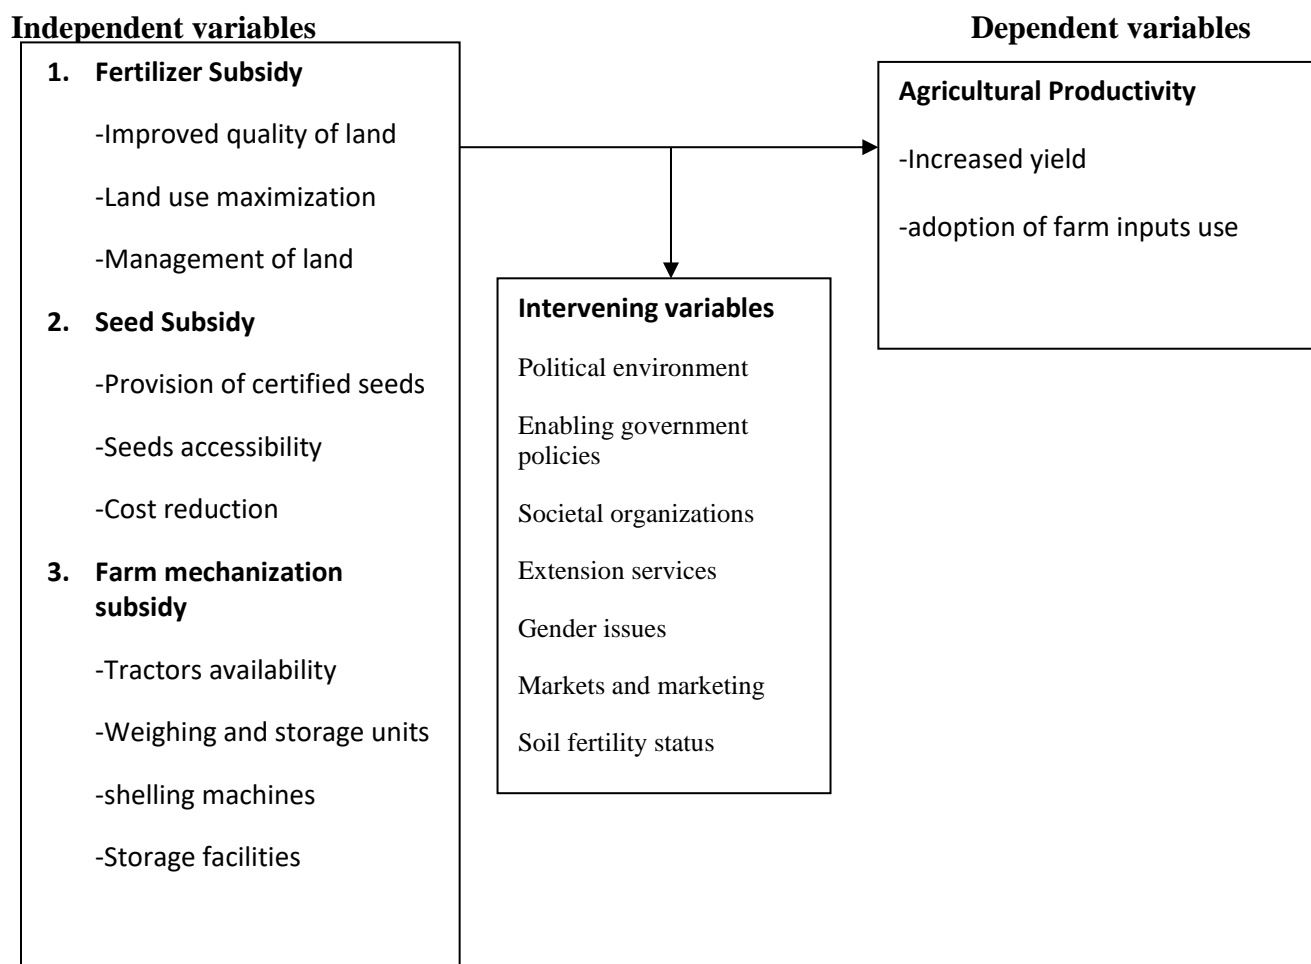 Independent variables
1. Fertilizer Subsidy
-Improved quality of land
-Land use maximization
-Management of land
2. Seed Subsidy
-Provision of certified seeds
-Seeds accessibility
-Cost reduction
3. Farm mechanization
subsidy
-Tractors availability
-Weighing and storage units
-shelling machines
-Storage facilities
Intervening variables
Political environment
Enabling government
policies
Societal organizations
Extension services
Gender issues
Markets and marketing
Soil fertility status
Dependent variables
Agricultural Productivity
-Increased yield
-adoption of farm inputs use